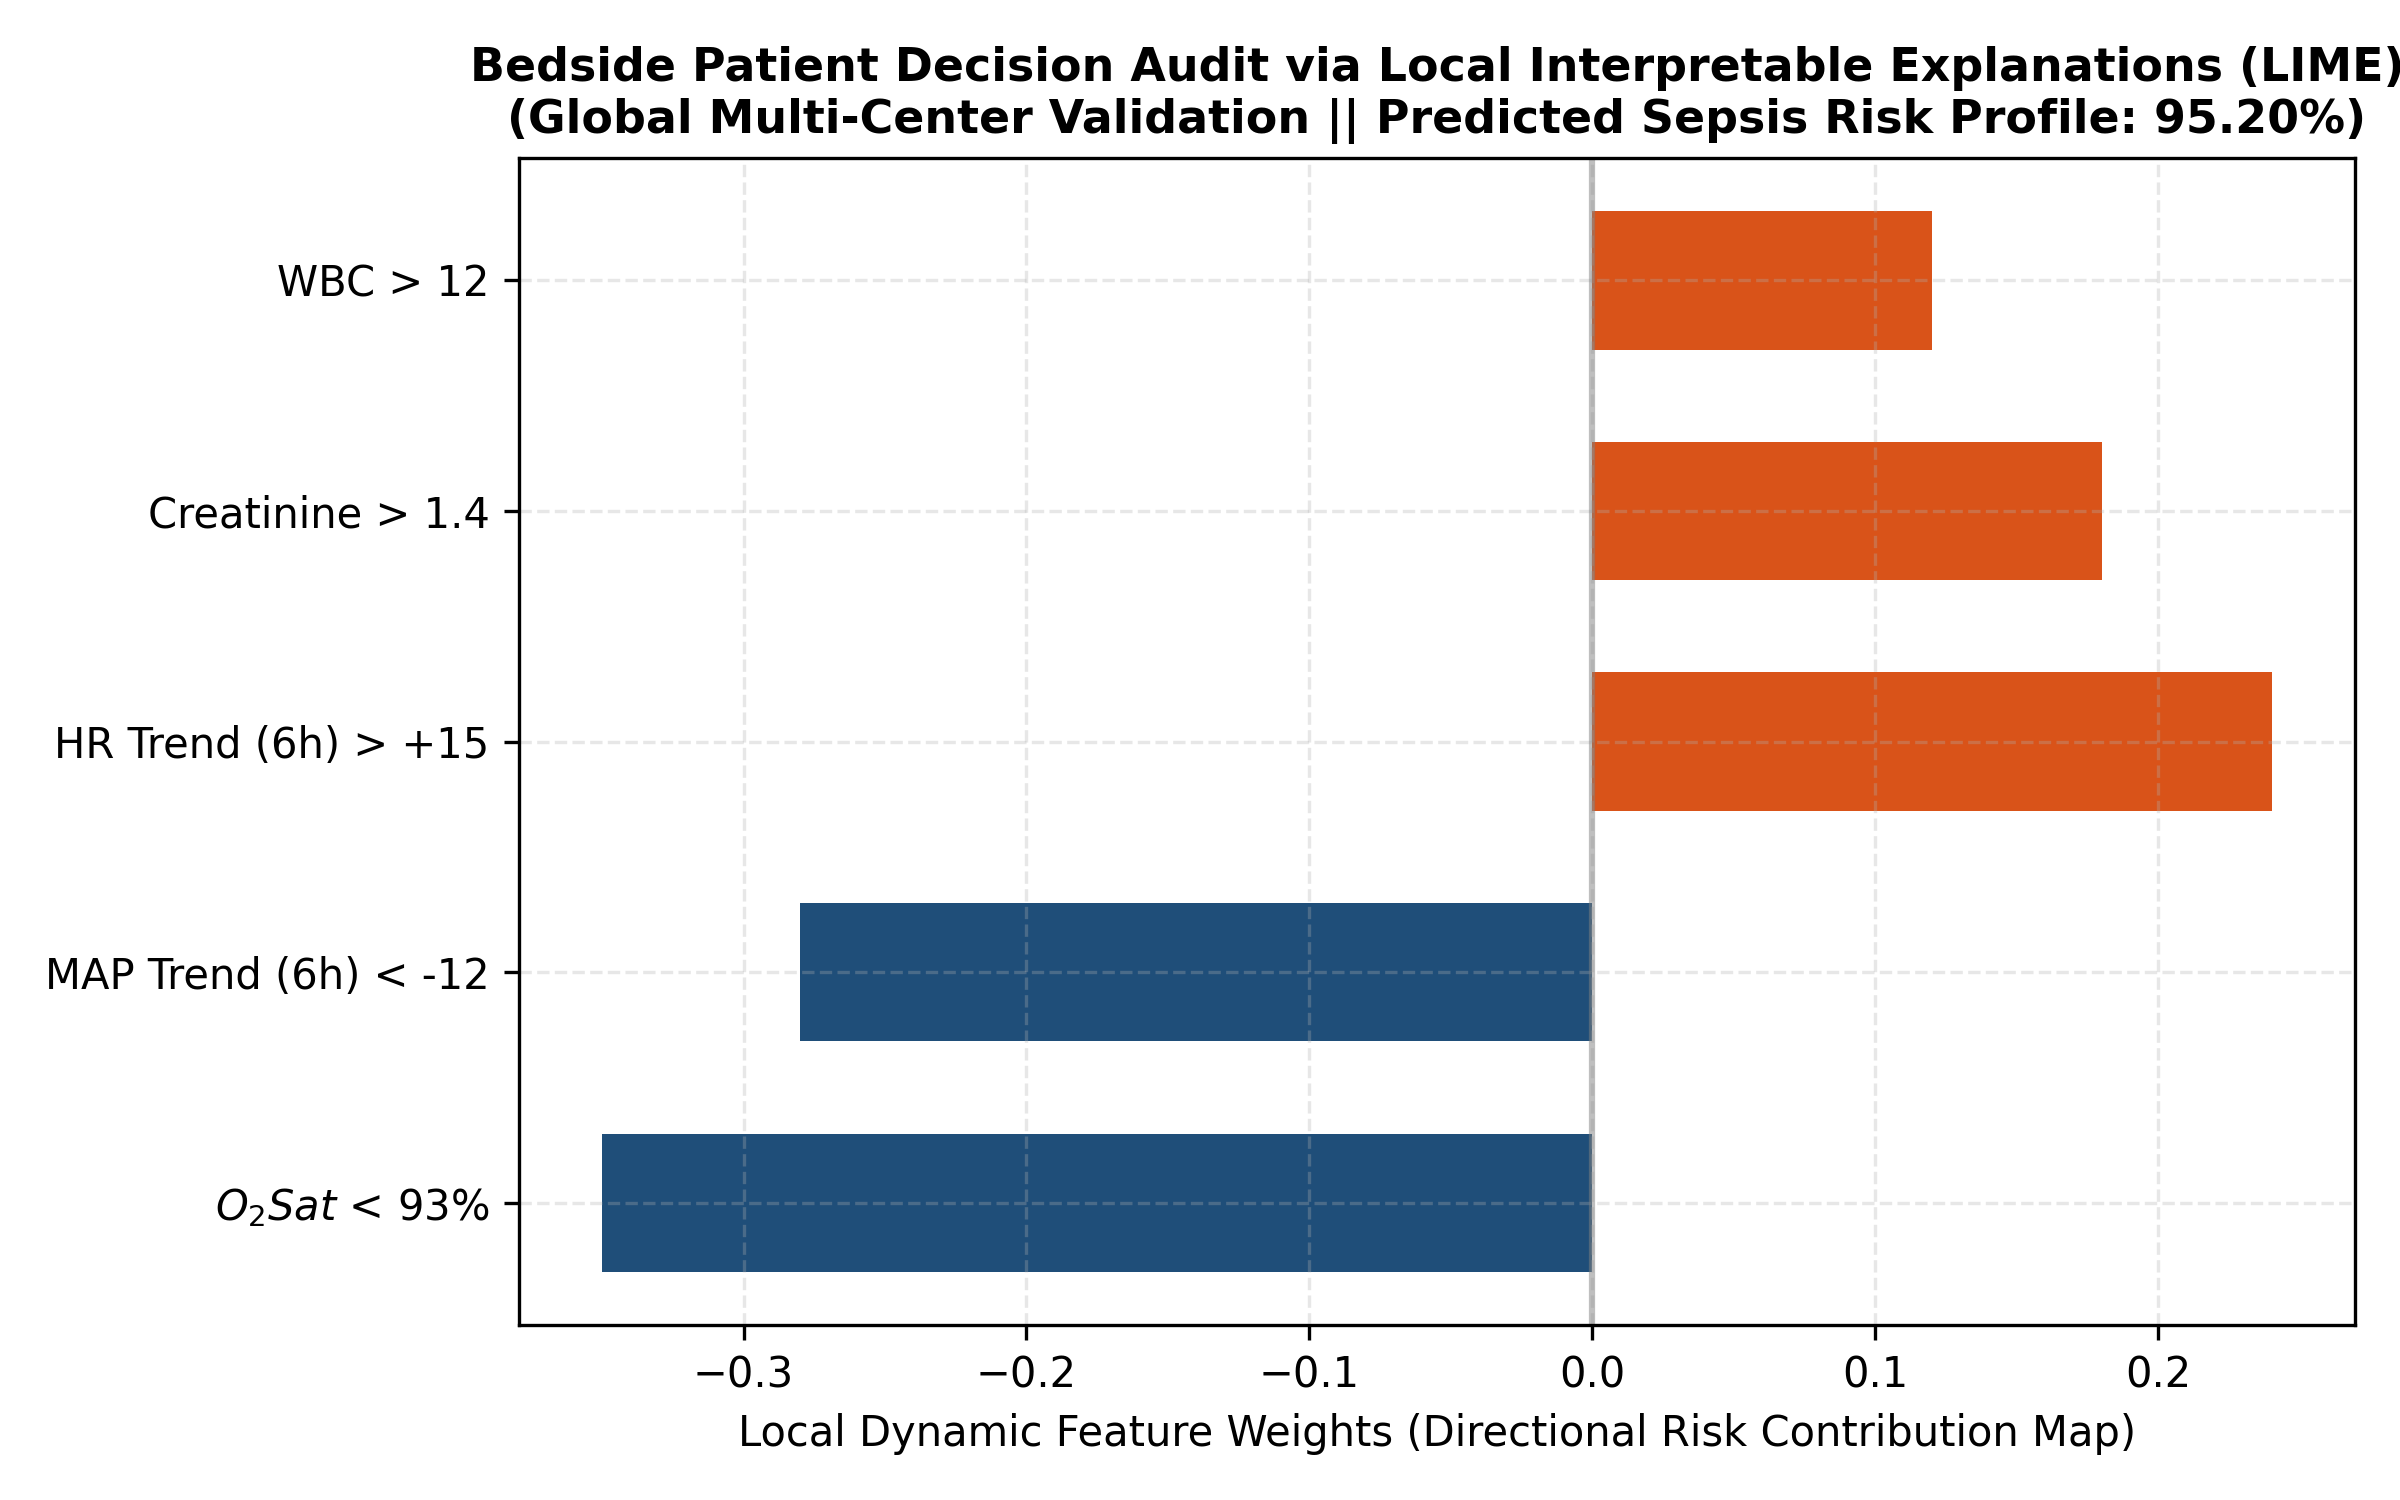 Bedside Patient Decision Audit via Local Interpretable Explanations (LIME)
(Global Multi-Center Validation || Predicted Sepsis Risk Profile: 95.20%)
WBC > 12
Creatinine > 1.4
HR Trend (6h) > +15
MAP Trend (6h) < -12
O₂Sat < 93%
−0.3 −0.2 −0.1 0.0 0.1 0.2
Local Dynamic Feature Weights (Directional Risk Contribution Map)